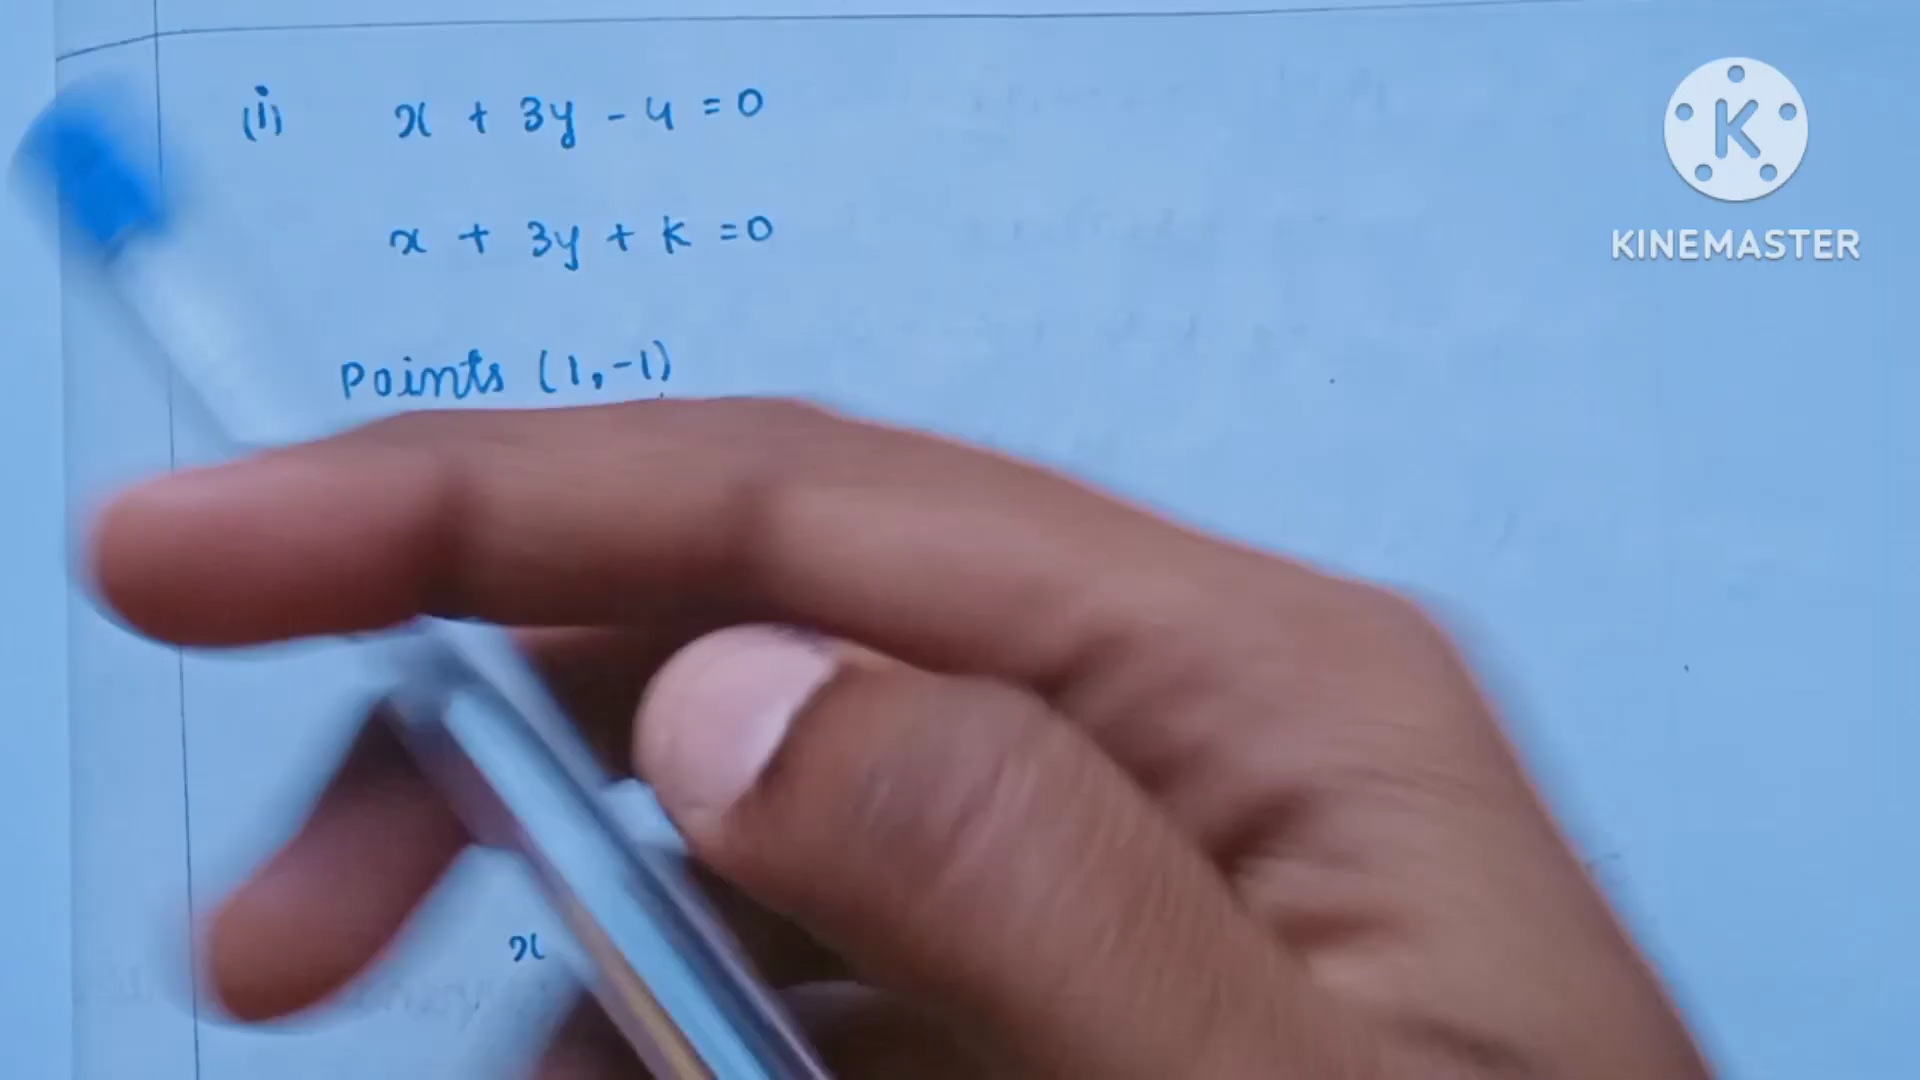 (i) x + 3y - 4 = 0
x + 3y + k = 0
Points (1,-1)
x
K
KINEMASTER